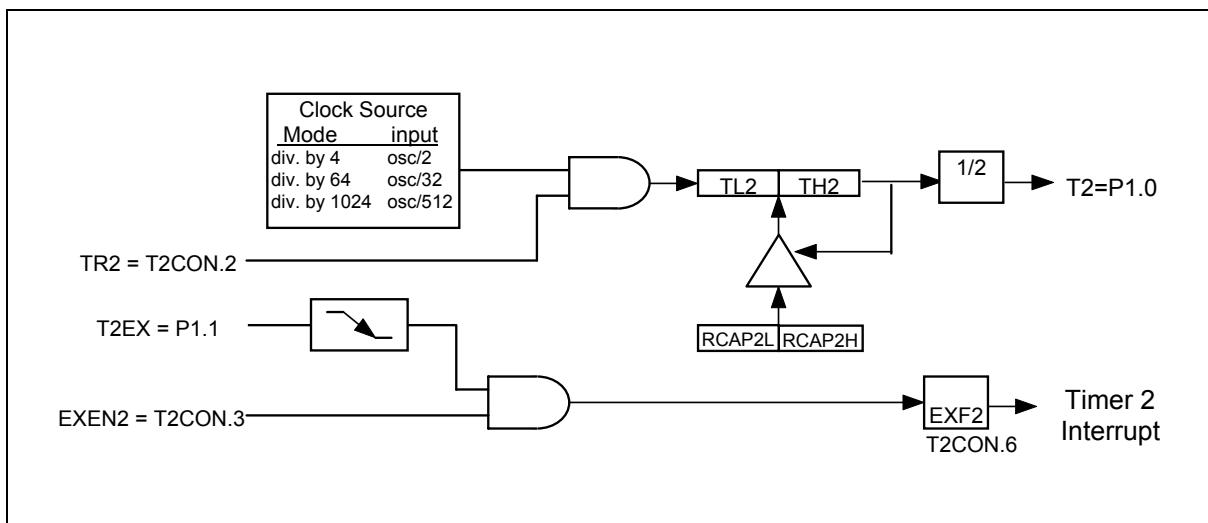 Clock Source
Mode input
div. by 4 osc/2
div. by 64 osc/32
div. by 1024 osc/512
TL2 TH2
1/2
T2=P1.0
TR2 = T2CON.2
T2EX = P1.1
RCAP2L RCAP2H
EXEN2 = T2CON.3
EXF2
T2CON.6
Timer 2
Interrupt